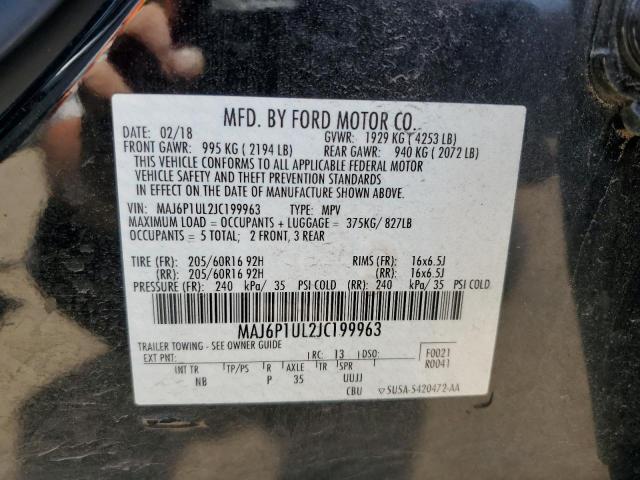 MFD. BY FORD MOTOR CO.
DATE: 02/18 GVWR: 1929 KG (4253 LB)
FRONT GAWR: 995 KG (2194 LB) REAR GAWR: 940 KG (2072 LB)
THIS VEHICLE CONFORMS TO ALL APPLICABLE FEDERAL MOTOR
VEHICLE SAFETY AND THEFT PREVENTION STANDARDS
IN EFFECT ON THE DATE OF MANUFACTURE SHOWN ABOVE.
VIN: MAJ6P1UL2JC199963 TYPE: MPV
MAXIMUM LOAD = OCCUPANTS + LUGGAGE = 375KG/ 827LB
OCCUPANTS = 5 TOTAL; 2 FRONT, 3 REAR
TIRE (FR): 205/60R16 92H RIMS (FR): 16x6.5J
(RR): 205/60R16 92H (RR): 16x6.5J
PRESSURE (FR): 240 kPa/ 35 PSI COLD (RR): 240 kPa/ 35 PSI COLD
MAJ6P1UL2JC199963
TRAILER TOWING - SEE OWNER GUIDE
EXT PNT: RC: 13 DSO: F0021
R0041
INT TR TP/PS R AXLE TR SPR
NB P 35 UUJJ
CBU SU5A-S420472-AA